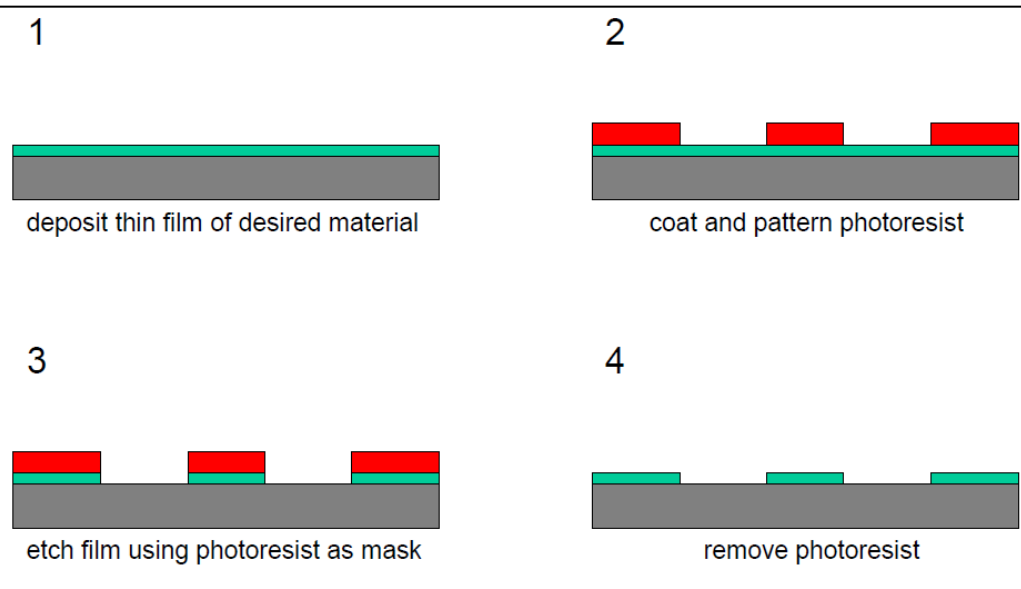 1
deposit thin film of desired material
2
coat and pattern photoresist
3
etch film using photoresist as mask
4
remove photoresist